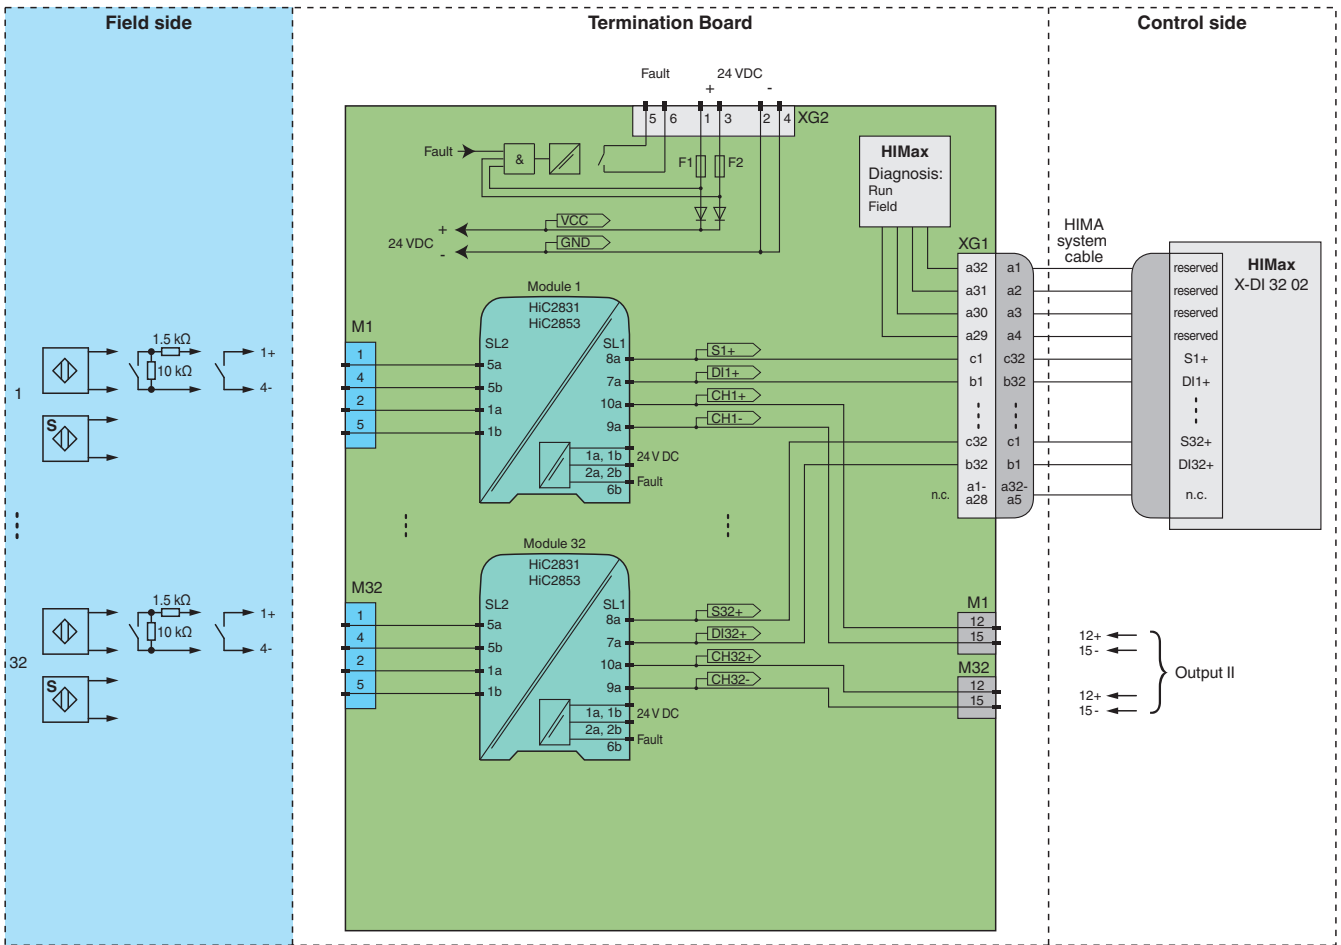 Field side
Termination Board
Control side
Fault
24 VDC
+
-
5
6
1
3
2
4
XG2
Fault
&
F1
F2
VCC
GND
+
24 VDC
-
HIMax
Diagnosis:
Run
Field
HIMA
system
cable
XG1
HIMax
X-DI 32 02
a32
a1
reserved
a31
a2
reserved
a30
a3
reserved
a29
a4
reserved
c1
c32
S1+
b1
b32
DI1+
c32
c1
S32+
b32
b1
DI32+
n.c.
a1-
a28
a32-
a5
n.c.
1
1.5 kΩ
10 kΩ
1+
4-
S
M1
1
4
2
5
Module 1
HiC2831
HiC2853
SL2
SL1
5a
5b
1a
1b
8a
7a
10a
9a
S1+
DI1+
CH1+
CH1-
1a, 1b
2a, 2b
6b
24 V DC
Fault
32
1.5 kΩ
10 kΩ
1+
4-
S
M32
1
4
2
5
Module 32
HiC2831
HiC2853
SL2
SL1
5a
5b
1a
1b
8a
7a
10a
9a
S32+
DI32+
CH32+
CH32-
1a, 1b
2a, 2b
6b
24 V DC
Fault
M1
12
15
M32
12
15
12+
15-
12+
15-
Output II